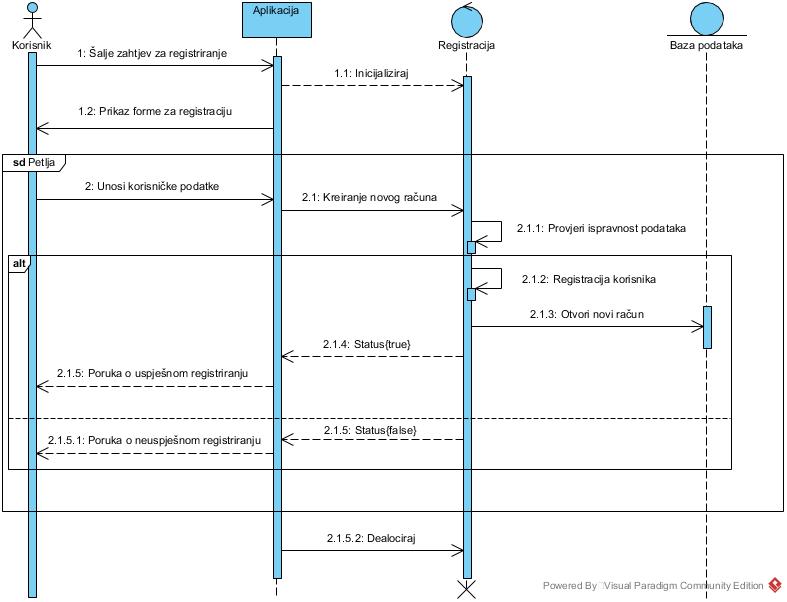 Aplikacija
Korisnik
Registracija
Baza podataka
1: Šalje zahtjev za registriranje
1.1: Inicijaliziraj
1.2: Prikaz forme za registraciju
sd Petlja
2: Unosi korisničke podatke
2.1: Kreiranje novog računa
2.1.1: Provjeri ispravnost podataka
alt
2.1.2: Registracija korisnika
2.1.3: Otvori novi račun
2.1.4: Status{true}
2.1.5: Poruka o uspješnom registriranju
2.1.5: Status{false}
2.1.5.1: Poruka o neuspješnom registriranju
2.1.5.2: Dealociraj
Powered By Visual Paradigm Community Edition